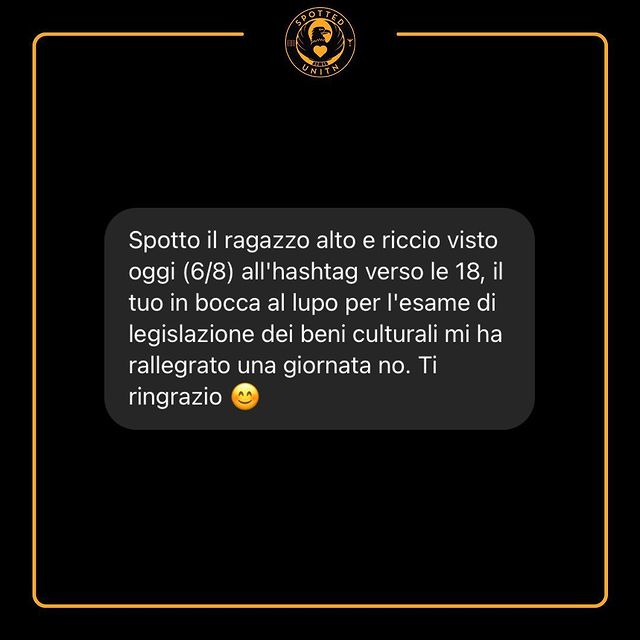 SPOTTED
UNITN
Spotto il ragazzo alto e riccio visto
oggi (6/8) all'hashtag verso le 18, il
tuo in bocca al lupo per l'esame di
legislazione dei beni culturali mi ha
rallegrato una giornata no. Ti
ringrazio 😊